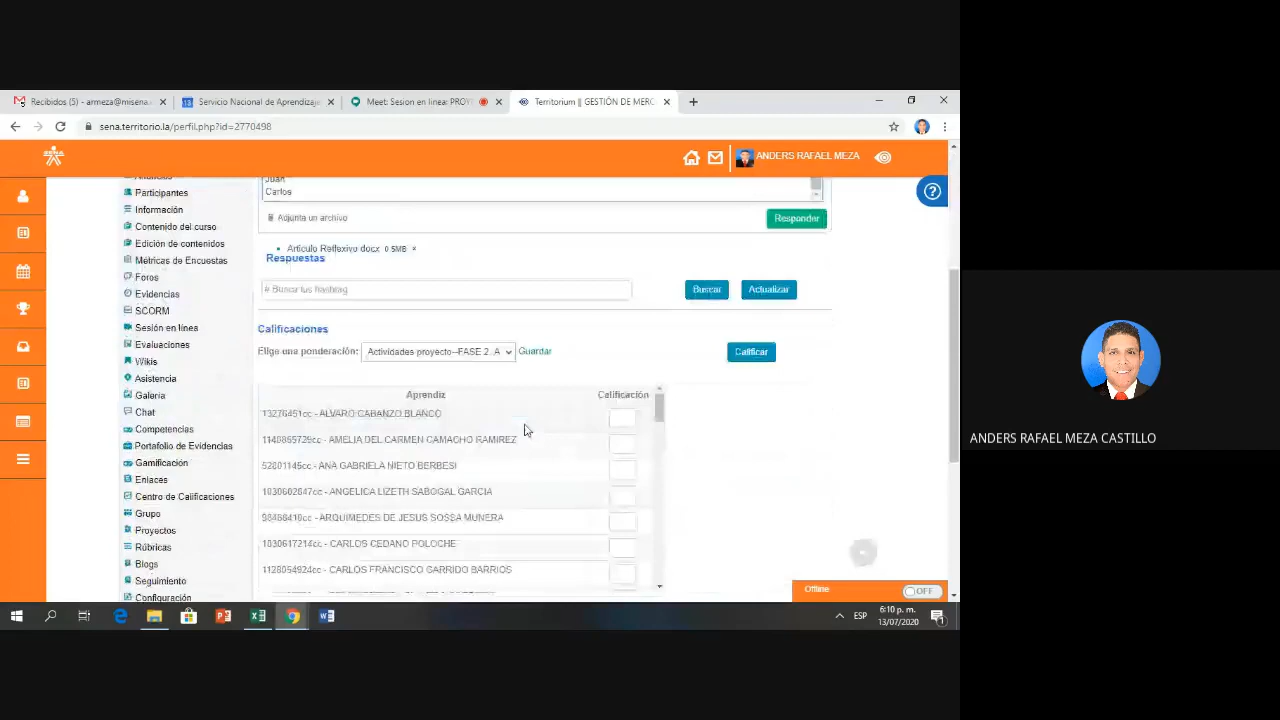 Recibidos (5) - armeza@misena.
Servicio Nacional de Aprendizaje
Meet: Sesion en linea: PROY
Territorium || GESTIÓN DE MERC
sena.territorio.la/perfil.php?id=2770498
SENA
ANDERS RAFAEL MEZA
Anuncios
Participantes
Información
Contenido del curso
Edición de contenidos
Métricas de Encuestas
Foros
Evidencias
SCORM
Sesión en línea
Evaluaciones
Wikis
Asistencia
Galería
Chat
Competencias
Portafolio de Evidencias
Gamificación
Enlaces
Centro de Calificaciones
Grupo
Proyectos
Rúbricas
Blogs
Seguimiento
Configuración
Juan
Carlos
Adjunta un archivo
Responder
Artículo Reflexivo.docx 0.5MB ×
Respuestas
# Buscar tus hashtag
Buscar
Actualizar
Calificaciones
Elige una ponderación:
Actividades proyecto--FASE 2. A
Guardar
Calificar
Aprendiz
Calificación
13276451cc - ALVARO CABANZO BLANCO
1140855729cc - AMELIA DEL CARMEN CAMACHO RAMIREZ
52801145cc - ANA GABRIELA NIETO BERBESI
1030602647cc - ANGELICA LIZETH SABOGAL GARCIA
98468410cc - ARQUIMEDES DE JESUS SOSSA MUNERA
1030617214cc - CARLOS CEDANO POLOCHE
1128054924cc - CARLOS FRANCISCO GARRIDO BARRIOS
Offline
OFF
ESP
6:10 p. m.
13/07/2020
ANDERS RAFAEL MEZA CASTILLO